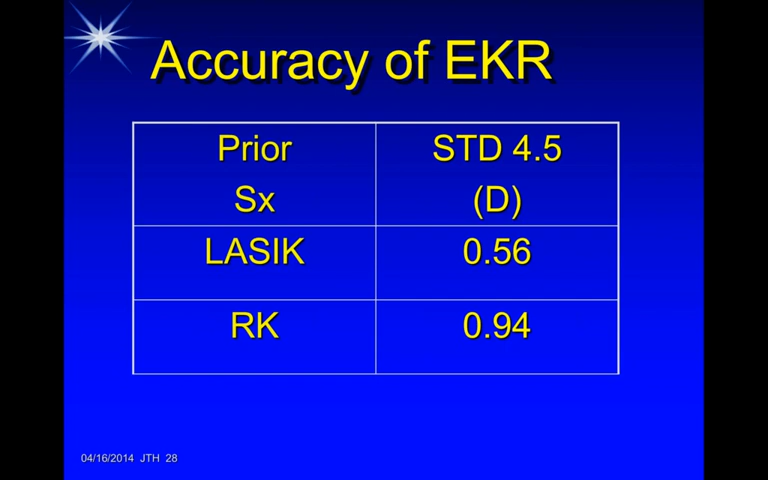 Accuracy of EKR
Prior STD 4.5
Sx (D)
LASIK 0.56
RK 0.94
04/16/2014 JTH 28